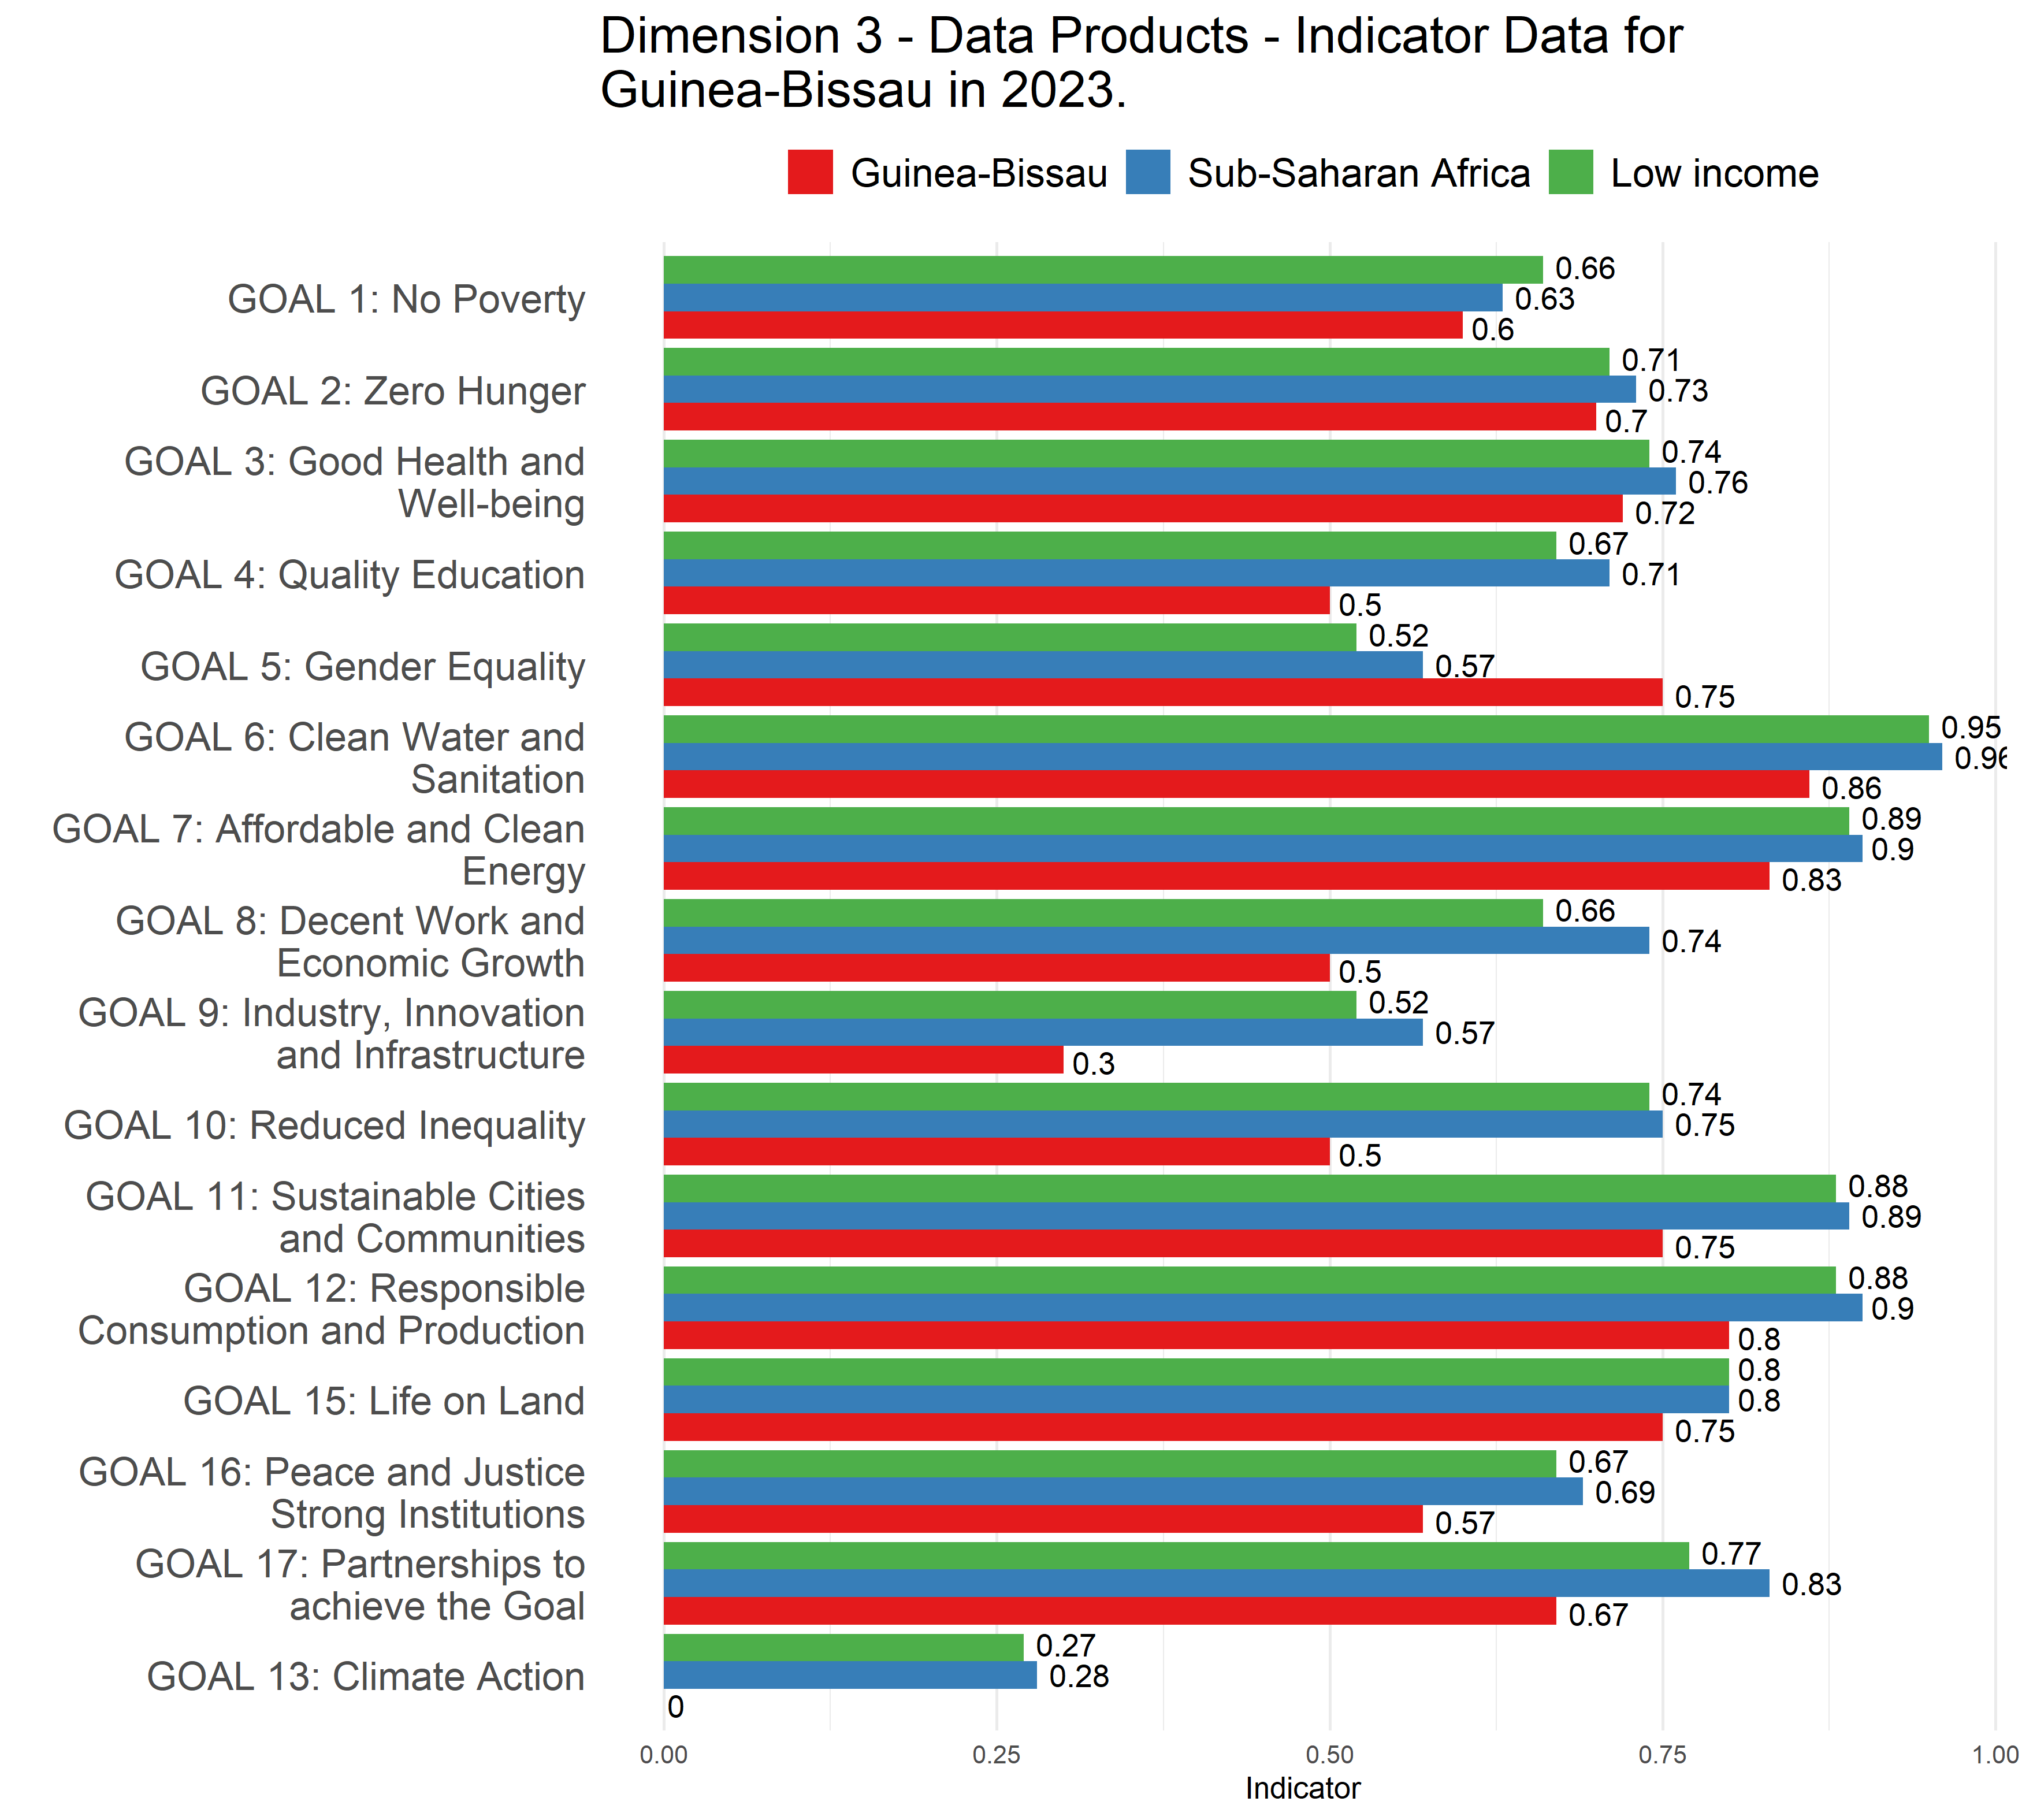 Dimension 3 - Data Products - Indicator Data for
Guinea-Bissau in 2023.
Guinea-Bissau Sub-Saharan Africa Low income
GOAL 1: No Poverty
0.66
0.63
0.6
GOAL 2: Zero Hunger
0.71
0.73
0.7
GOAL 3: Good Health and
Well-being
0.74
0.76
0.72
GOAL 4: Quality Education
0.67
0.71
0.5
GOAL 5: Gender Equality
0.52
0.57
0.75
GOAL 6: Clean Water and
Sanitation
0.95
0.96
0.86
GOAL 7: Affordable and Clean
Energy
0.89
0.9
0.83
GOAL 8: Decent Work and
Economic Growth
0.66
0.74
0.5
GOAL 9: Industry, Innovation
and Infrastructure
0.52
0.57
0.3
GOAL 10: Reduced Inequality
0.74
0.75
0.5
GOAL 11: Sustainable Cities
and Communities
0.88
0.89
0.75
GOAL 12: Responsible
Consumption and Production
0.88
0.9
0.8
GOAL 15: Life on Land
0.8
0.8
0.75
GOAL 16: Peace and Justice
Strong Institutions
0.67
0.69
0.57
GOAL 17: Partnerships to
achieve the Goal
0.77
0.83
0.67
GOAL 13: Climate Action
0.27
0.28
0
0.00 0.25 0.50 0.75 1.00
Indicator